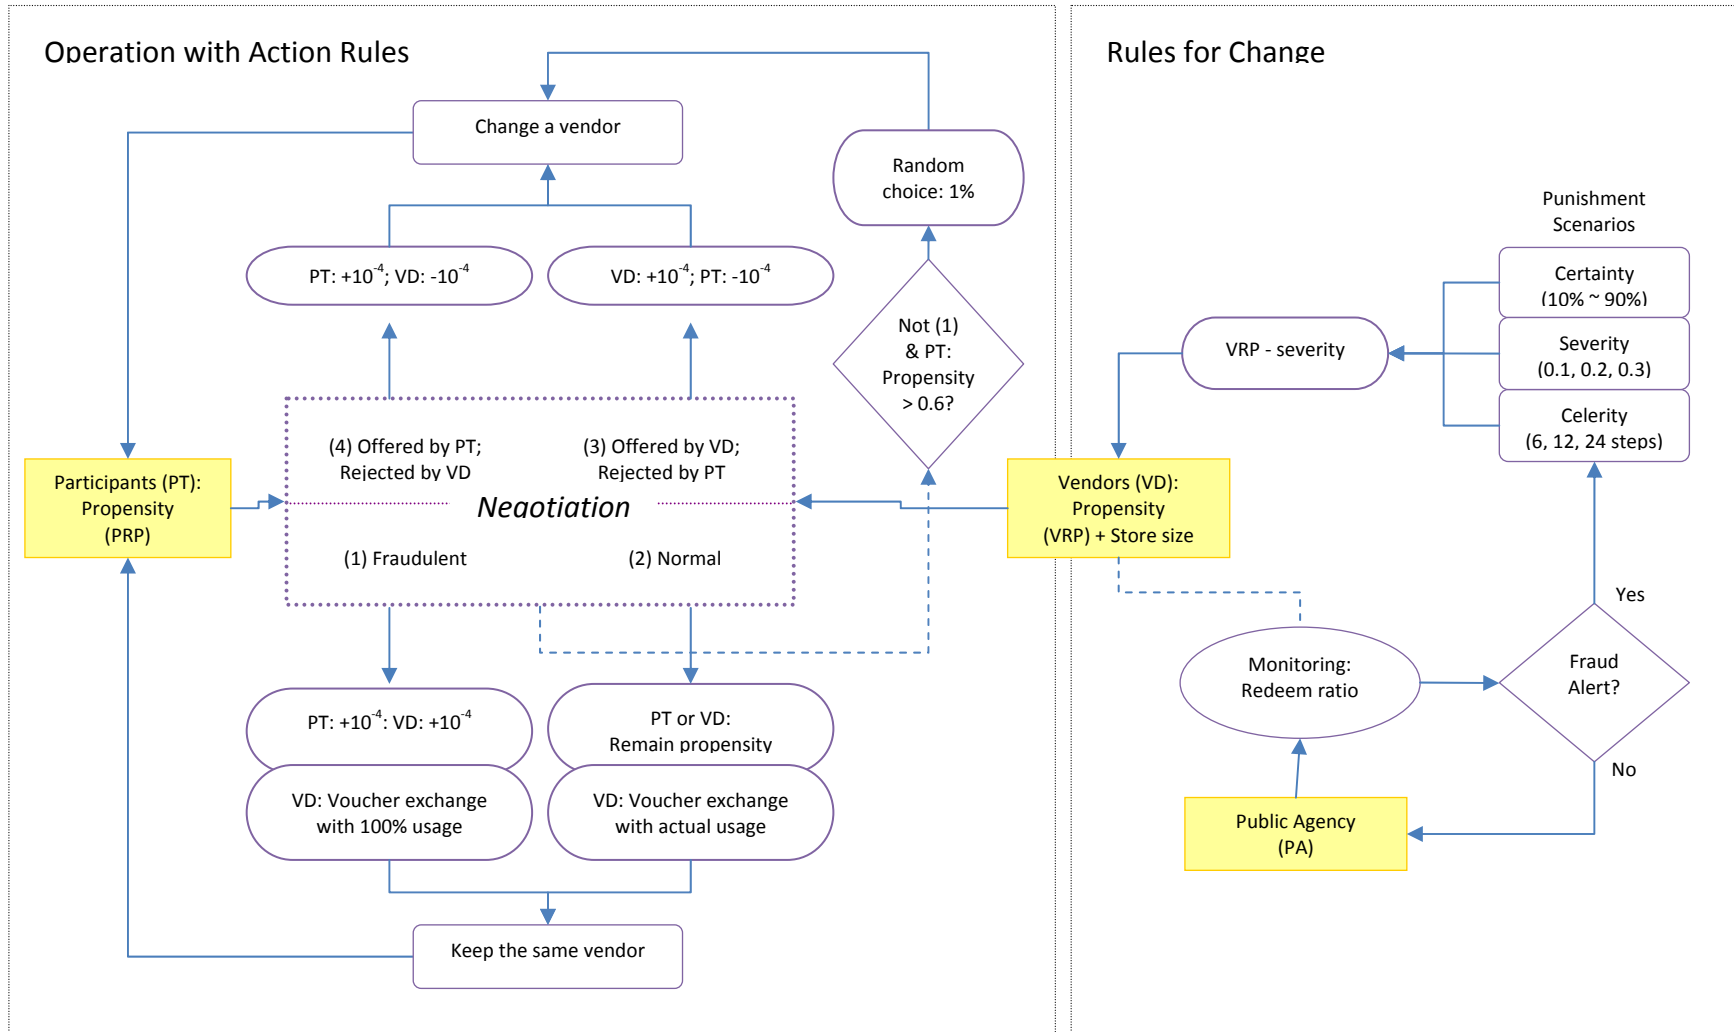 Operation with Action Rules
Rules for Change
Change a vendor
Random
choice: 1%
Punishment
Scenarios
PT: +10⁻⁴; VD: -10⁻⁴
VD: +10⁻⁴; PT: -10⁻⁴
Certainty
(10% ~ 90%)
Not (1)
& PT:
Propensity
> 0.6?
VRP - severity
Severity
(0.1, 0.2, 0.3)
Celerity
(6, 12, 24 steps)
(4) Offered by PT;
Rejected by VD
(3) Offered by VD;
Rejected by PT
Participants (PT):
Propensity
(PRP)
Negotiation
Vendors (VD):
Propensity
(VRP) + Store size
(1) Fraudulent
(2) Normal
Yes
Monitoring:
Redeem ratio
Fraud
Alert?
PT: +10⁻⁴: VD: +10⁻⁴
PT or VD:
Remain propensity
No
VD: Voucher exchange
with 100% usage
VD: Voucher exchange
with actual usage
Public Agency
(PA)
Keep the same vendor